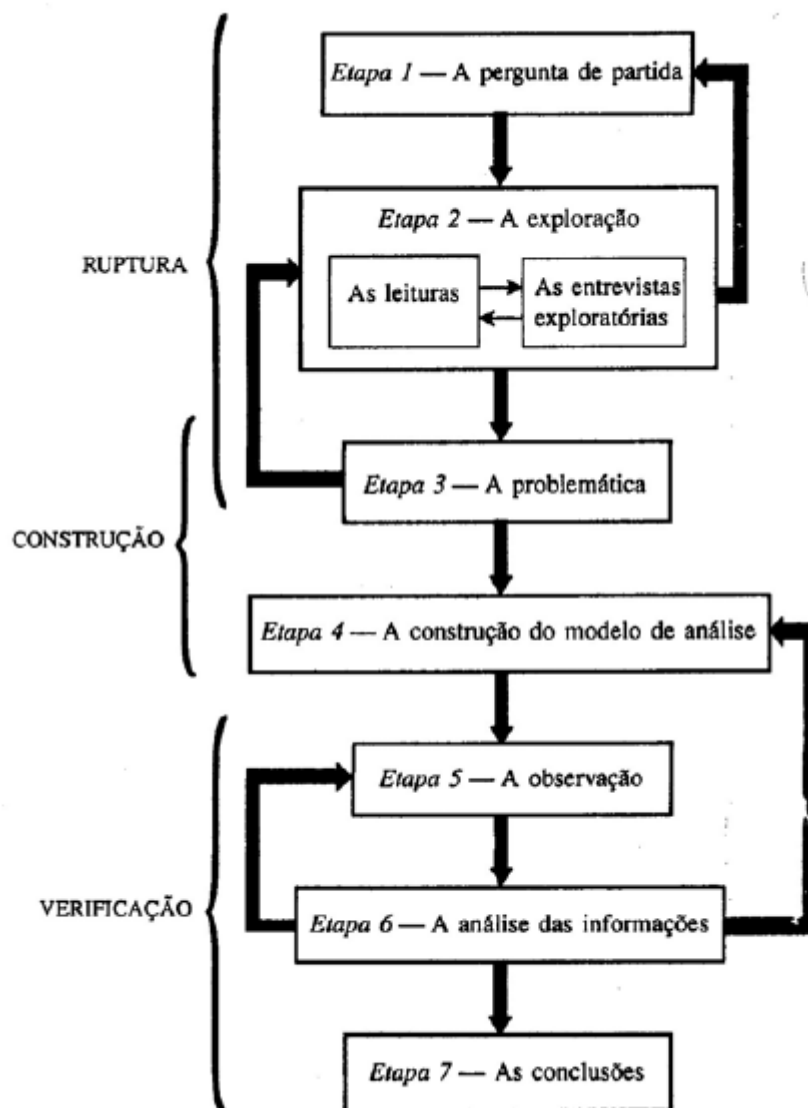 Etapa 1 — A pergunta de partida
Etapa 2 — A exploração
RUPTURA
As leituras
As entrevistas
exploratórias
Etapa 3 — A problemática
CONSTRUÇÃO
Etapa 4 — A construção do modelo de análise
Etapa 5 — A observação
VERIFICAÇÃO
Etapa 6 — A análise das informações
Etapa 7 — As conclusões